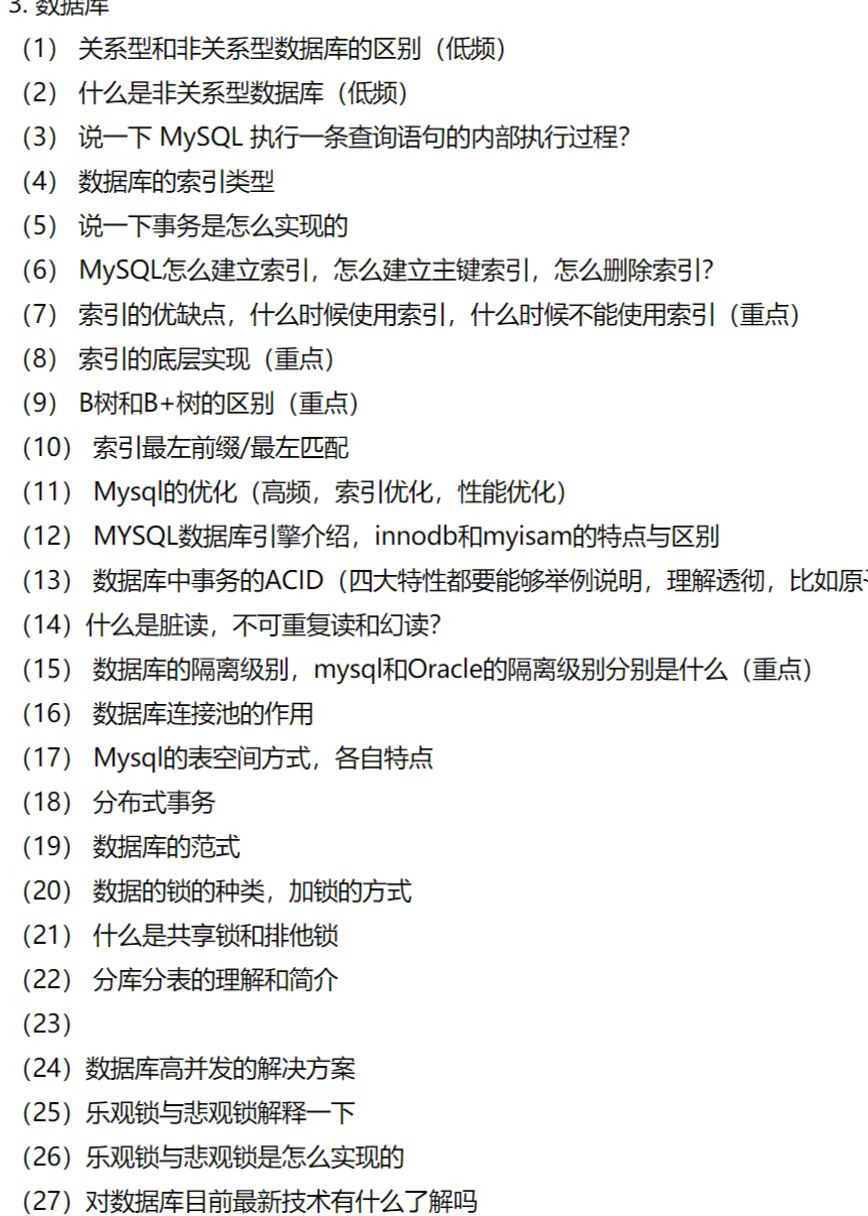 3. 数据库
（1） 关系型和非关系型数据库的区别（低频）
（2） 什么是非关系型数据库（低频）
（3） 说一下 MySQL 执行一条查询语句的内部执行过程？
（4） 数据库的索引类型
（5） 说一下事务是怎么实现的
（6） MySQL怎么建立索引，怎么建立主键索引，怎么删除索引？
（7） 索引的优缺点，什么时候使用索引，什么时候不能使用索引（重点）
（8） 索引的底层实现（重点）
（9） B树和B+树的区别（重点）
（10） 索引最左前缀/最左匹配
（11） Mysql的优化（高频，索引优化，性能优化）
（12） MYSQL数据库引擎介绍，innodb和myisam的特点与区别
（13） 数据库中事务的ACID（四大特性都要能够举例说明，理解透彻，比如原
（14）什么是脏读，不可重复读和幻读？
（15） 数据库的隔离级别，mysql和Oracle的隔离级别分别是什么（重点）
（16） 数据库连接池的作用
（17） Mysql的表空间方式，各自特点
（18） 分布式事务
（19） 数据库的范式
（20） 数据的锁的种类，加锁的方式
（21） 什么是共享锁和排他锁
（22） 分库分表的理解和简介
（23）
（24）数据库高并发的解决方案
（25）乐观锁与悲观锁解释一下
（26）乐观锁与悲观锁是怎么实现的
（27）对数据库目前最新技术有什么了解吗